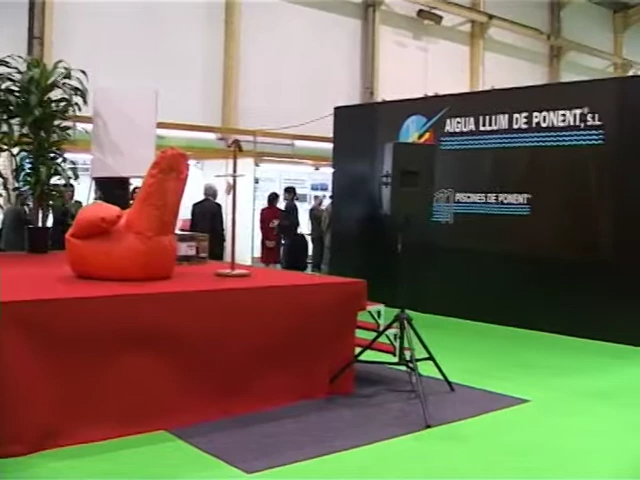 AIGUA LLUM DE PONENT, S.L
PISCINES DE PONENT